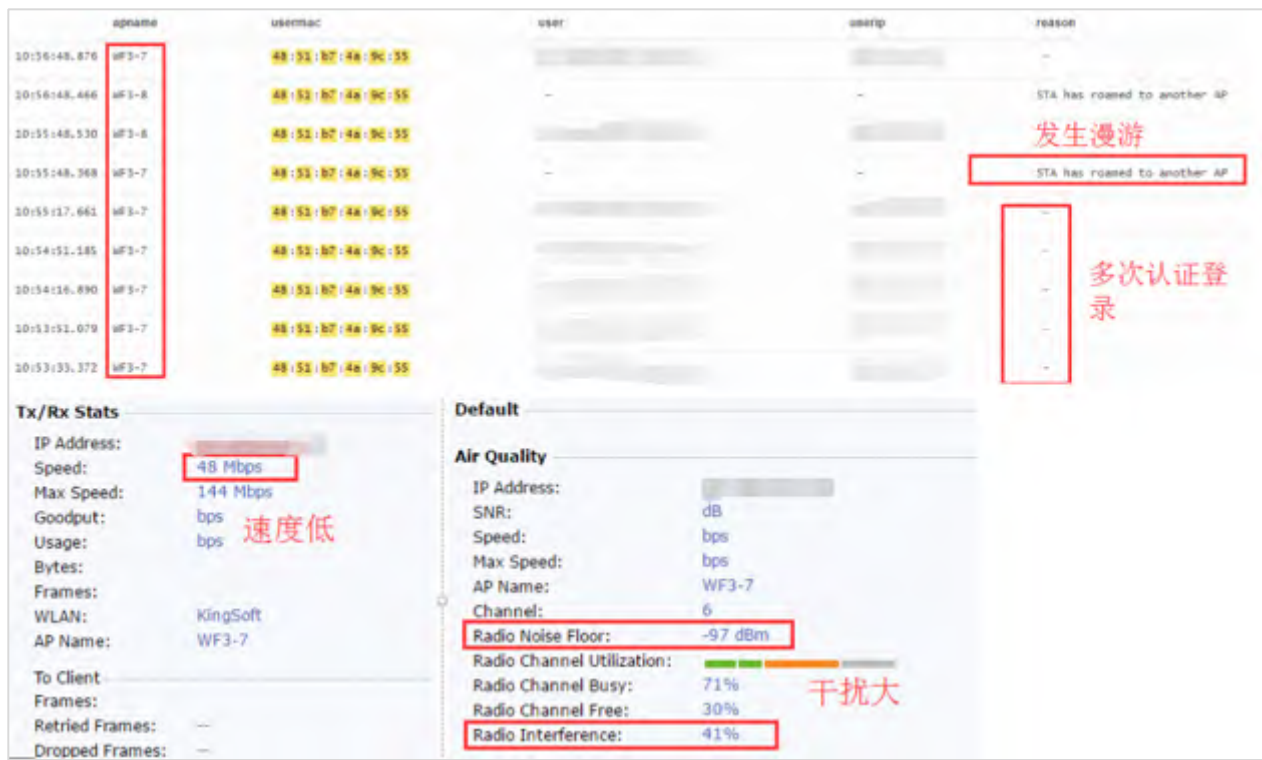 apname usermac user userip reason
10:56:48.876 WF3-7 48:51:b7:4a:9c:55 -
10:56:48.466 WF3-8 48:51:b7:4a:9c:55 - - STA has roamed to another AP
10:55:48.530 WF3-8 48:51:b7:4a:9c:55
发生漫游
10:55:48.368 WF3-7 48:51:b7:4a:9c:55 - - STA has roamed to another AP
10:55:17.661 WF3-7 48:51:b7:4a:9c:55 -
10:54:51.185 WF3-7 48:51:b7:4a:9c:55 -
10:54:16.890 WF3-7 48:51:b7:4a:9c:55 -
多次认证登
录
10:53:51.079 WF3-7 48:51:b7:4a:9c:55 -
10:53:33.372 WF3-7 48:51:b7:4a:9c:55 -
Tx/Rx Stats
IP Address:
Speed: 48 Mbps
Max Speed: 144 Mbps
Goodput: bps
速度低
Usage: bps
Bytes:
Frames:
WLAN: KingSoft
AP Name: WF3-7
To Client
Frames:
Retried Frames: --
Dropped Frames: --
Default
Air Quality
IP Address:
SNR: dB
Speed: bps
Max Speed: bps
AP Name: WF3-7
Channel: 6
Radio Noise Floor: -97 dBm
Radio Channel Utilization:
Radio Channel Busy: 71%
干扰大
Radio Channel Free: 30%
Radio Interference: 41%